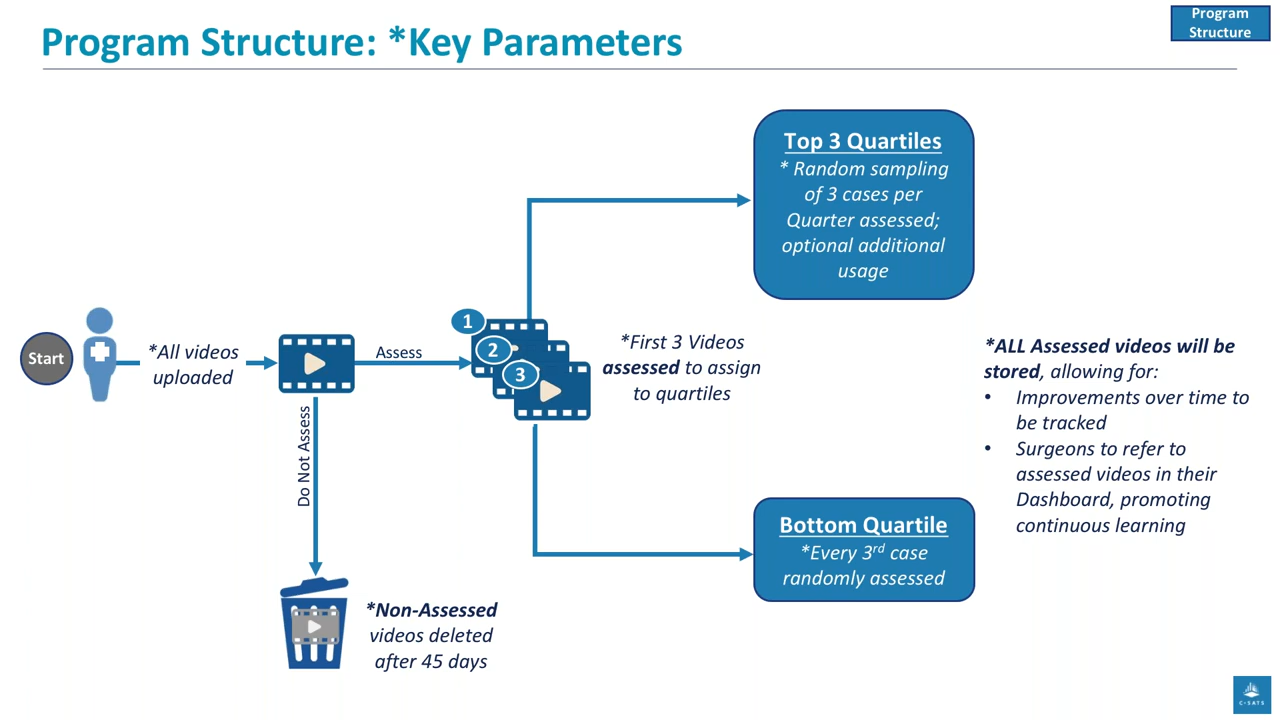 Program Structure: *Key Parameters
Program
Structure
Top 3 Quartiles
* Random sampling
of 3 cases per
Quarter assessed;
optional additional
usage
Start
*All videos
uploaded
Assess
Do Not Assess
1
2
3
*First 3 Videos
assessed to assign
to quartiles
*ALL Assessed videos will be
stored, allowing for:
• Improvements over time to
be tracked
• Surgeons to refer to
assessed videos in their
Dashboard, promoting
continuous learning
Bottom Quartile
*Every 3rd case
randomly assessed
*Non-Assessed
videos deleted
after 45 days
C-SATS